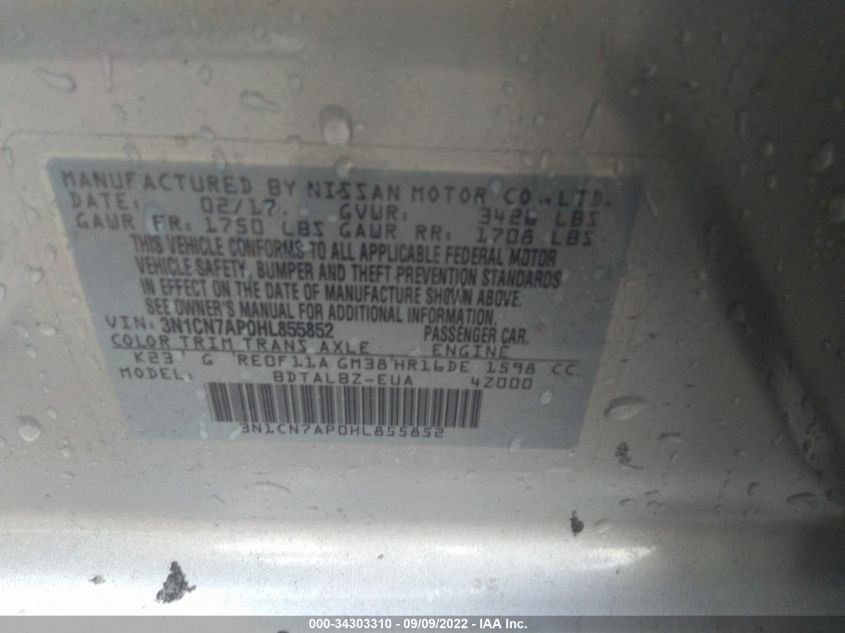 MANUFACTURED BY NISSAN MOTOR CO., LTD.
DATE: 02/17. GVWR: 3426 LBS
GAWR FR: 1750 LBS GAWR RR: 1708 LBS
THIS VEHICLE CONFORMS TO ALL APPLICABLE FEDERAL MOTOR
VEHICLE SAFETY, BUMPER AND THEFT PREVENTION STANDARDS
IN EFFECT ON THE DATE OF MANUFACTURE SHOWN ABOVE.
SEE OWNER'S MANUAL FOR ADDITIONAL INFORMATION.
VIN: 3N1CN7AP0HL855852 PASSENGER CAR.
COLOR TRIM TRANS AXLE ENGINE
K23 G RE0F11A GM38 HR16DE 1598 CC
MODEL: BDTALBZ-EUA 4Z000
3N1CN7AP0HL855852
000-34303310 - 09/09/2022 - IAA Inc.